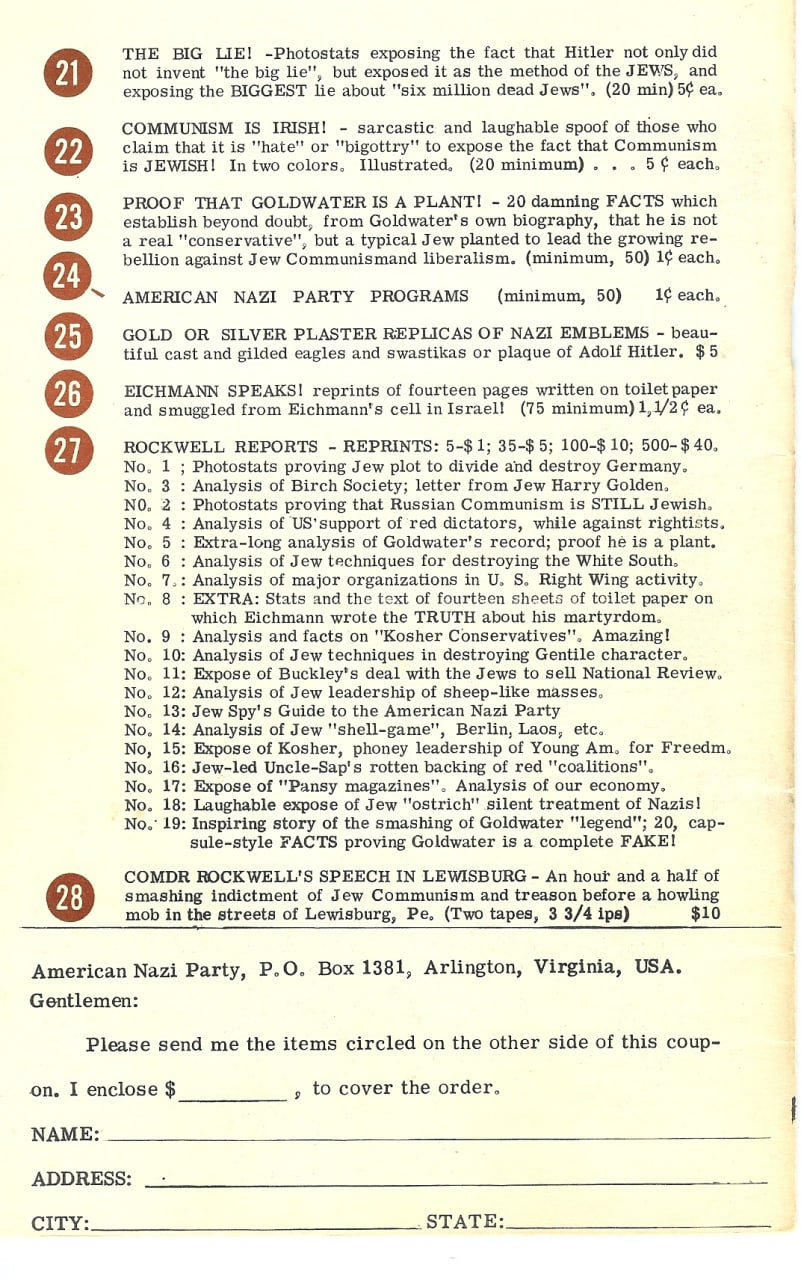 21
THE BIG LIE! -Photostats exposing the fact that Hitler not only did
not invent "the big lie", but exposed it as the method of the JEWS, and
exposing the BIGGEST lie about "six million dead Jews". (20 min) 5¢ ea.
22
COMMUNISM IS IRISH! - sarcastic and laughable spoof of those who
claim that it is "hate" or "bigottry" to expose the fact that Communism
is JEWISH! In two colors. Illustrated. (20 minimum) . . . 5 ¢ each.
23
PROOF THAT GOLDWATER IS A PLANT! - 20 damning FACTS which
establish beyond doubt, from Goldwater's own biography, that he is not
a real "conservative", but a typical Jew planted to lead the growing re-
bellion against Jew Communismand liberalism. (minimum, 50) 1¢ each.
24
AMERICAN NAZI PARTY PROGRAMS (minimum, 50) 1¢ each.
25
GOLD OR SILVER PLASTER REPLICAS OF NAZI EMBLEMS - beau-
tiful cast and gilded eagles and swastikas or plaque of Adolf Hitler. $5
26
EICHMANN SPEAKS! reprints of fourteen pages written on toilet paper
and smuggled from Eichmann's cell in Israel! (75 minimum) 1,1/2¢ ea.
27
ROCKWELL REPORTS - REPRINTS: 5-$1; 35-$5; 100-$10; 500-$40.
No. 1 ; Photostats proving Jew plot to divide and destroy Germany.
No. 3 : Analysis of Birch Society; letter from Jew Harry Golden.
NO. 2 : Photostats proving that Russian Communism is STILL Jewish.
No. 4 : Analysis of US'support of red dictators, while against rightists.
No. 5 : Extra-long analysis of Goldwater's record; proof he is a plant.
No. 6 : Analysis of Jew techniques for destroying the White South.
No. 7.: Analysis of major organizations in U. S. Right Wing activity.
No. 8 : EXTRA: Stats and the text of fourteen sheets of toilet paper on
which Eichmann wrote the TRUTH about his martyrdom.
No. 9 : Analysis and facts on "Kosher Conservatives". Amazing!
No. 10: Analysis of Jew techniques in destroying Gentile character.
No. 11: Expose of Buckley's deal with the Jews to sell National Review.
No. 12: Analysis of Jew leadership of sheep-like masses.
No. 13: Jew Spy's Guide to the American Nazi Party
No. 14: Analysis of Jew "shell-game", Berlin, Laos, etc.
No, 15: Expose of Kosher, phoney leadership of Young Am. for Freedm.
No. 16: Jew-led Uncle-Sap's rotten backing of red "coalitions".
No. 17: Expose of "Pansy magazines". Analysis of our economy.
No. 18: Laughable expose of Jew "ostrich" silent treatment of Nazis!
No. 19: Inspiring story of the smashing of Goldwater "legend"; 20, cap-
sule-style FACTS proving Goldwater is a complete FAKE!
28
COMDR ROCKWELL'S SPEECH IN LEWISBURG - An hour and a half of
smashing indictment of Jew Communism and treason before a howling
mob in the streets of Lewisburg, Pe. (Two tapes, 3 3/4 ips) $10
American Nazi Party, P.O. Box 1381, Arlington, Virginia, USA.
Gentlemen:
Please send me the items circled on the other side of this coup-
on. I enclose $__________ , to cover the order.
NAME:
ADDRESS:
CITY: STATE: